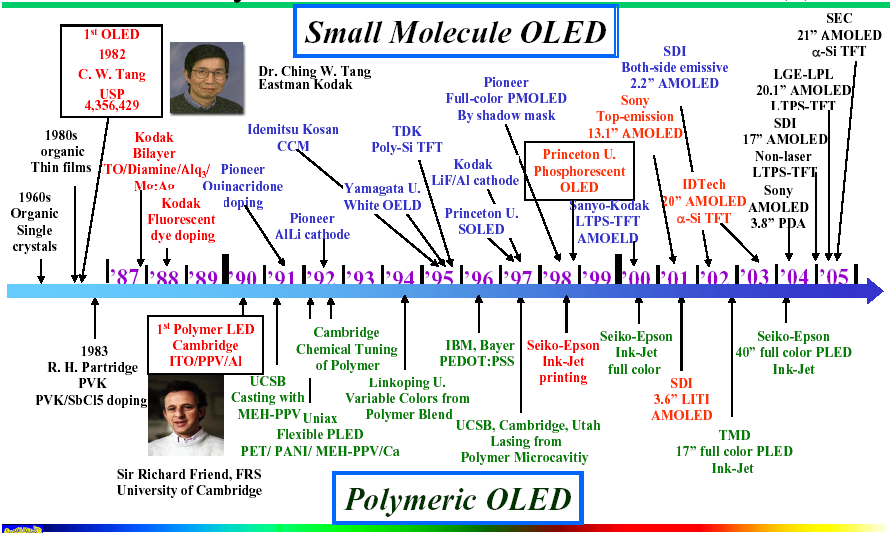 Small Molecule OLED
1st OLED
1982
C. W. Tang
USP
4,356,429
Dr. Ching W. Tang
Eastman Kodak
1980s
organic
Thin films
1960s
Organic
Single
crystals
Kodak
Bilayer
TO/Diamine/Alq3/
Mg:Ag
Kodak
Fluorescent
dye doping
Pioneer
Quinacridone
doping
Idemitsu Kosan
CCM
Pioneer
AlLi cathode
TDK
Poly-Si TFT
Yamagata U.
White OELD
Pioneer
Full-color PMOLED
By shadow mask
Kodak
LiF/Al cathode
Princeton U.
SOLED
Princeton U.
Phosphorescent
OLED
Sanyo-Kodak
LTPS-TFT
AMOELD
SDI
Both-side emissive
2.2” AMOLED
Sony
Top-emission
13.1” AMOLED
IDTech
20” AMOLED
α-Si TFT
SEC
21” AMOLED
α-Si TFT
LGE-LPL
20.1” AMOLED
LTPS-TFT
SDI
17” AMOLED
Non-laser
LTPS-TFT
Sony
AMOLED
3.8” PDA
’87 ’88 ’89 ’90 ’91 ’92 ’93 ’94 ’95 ’96 ’97 ’98 ’99 ’00 ’01 ’02 ’03 ’04 ’05
1983
R. H. Partridge
PVK
PVK/SbCl5 doping
1st Polymer LED
Cambridge
ITO/PPV/Al
Sir Richard Friend, FRS
University of Cambridge
UCSB
Casting with
MEH-PPV
Uniax
Flexible PLED
PET/ PANI/ MEH-PPV/Ca
Cambridge
Chemical Tuning
of Polymer
Linkoping U.
Variable Colors from
Polymer Blend
IBM, Bayer
PEDOT:PSS
UCSB, Cambridge, Utah
Lasing from
Polymer Microcavitiy
Seiko-Epson
Ink-Jet
printing
Seiko-Epson
Ink-Jet
full color
SDI
3.6” LITI
AMOLED
TMD
17” full color PLED
Ink-Jet
Seiko-Epson
40” full color PLED
Ink-Jet
Polymeric OLED